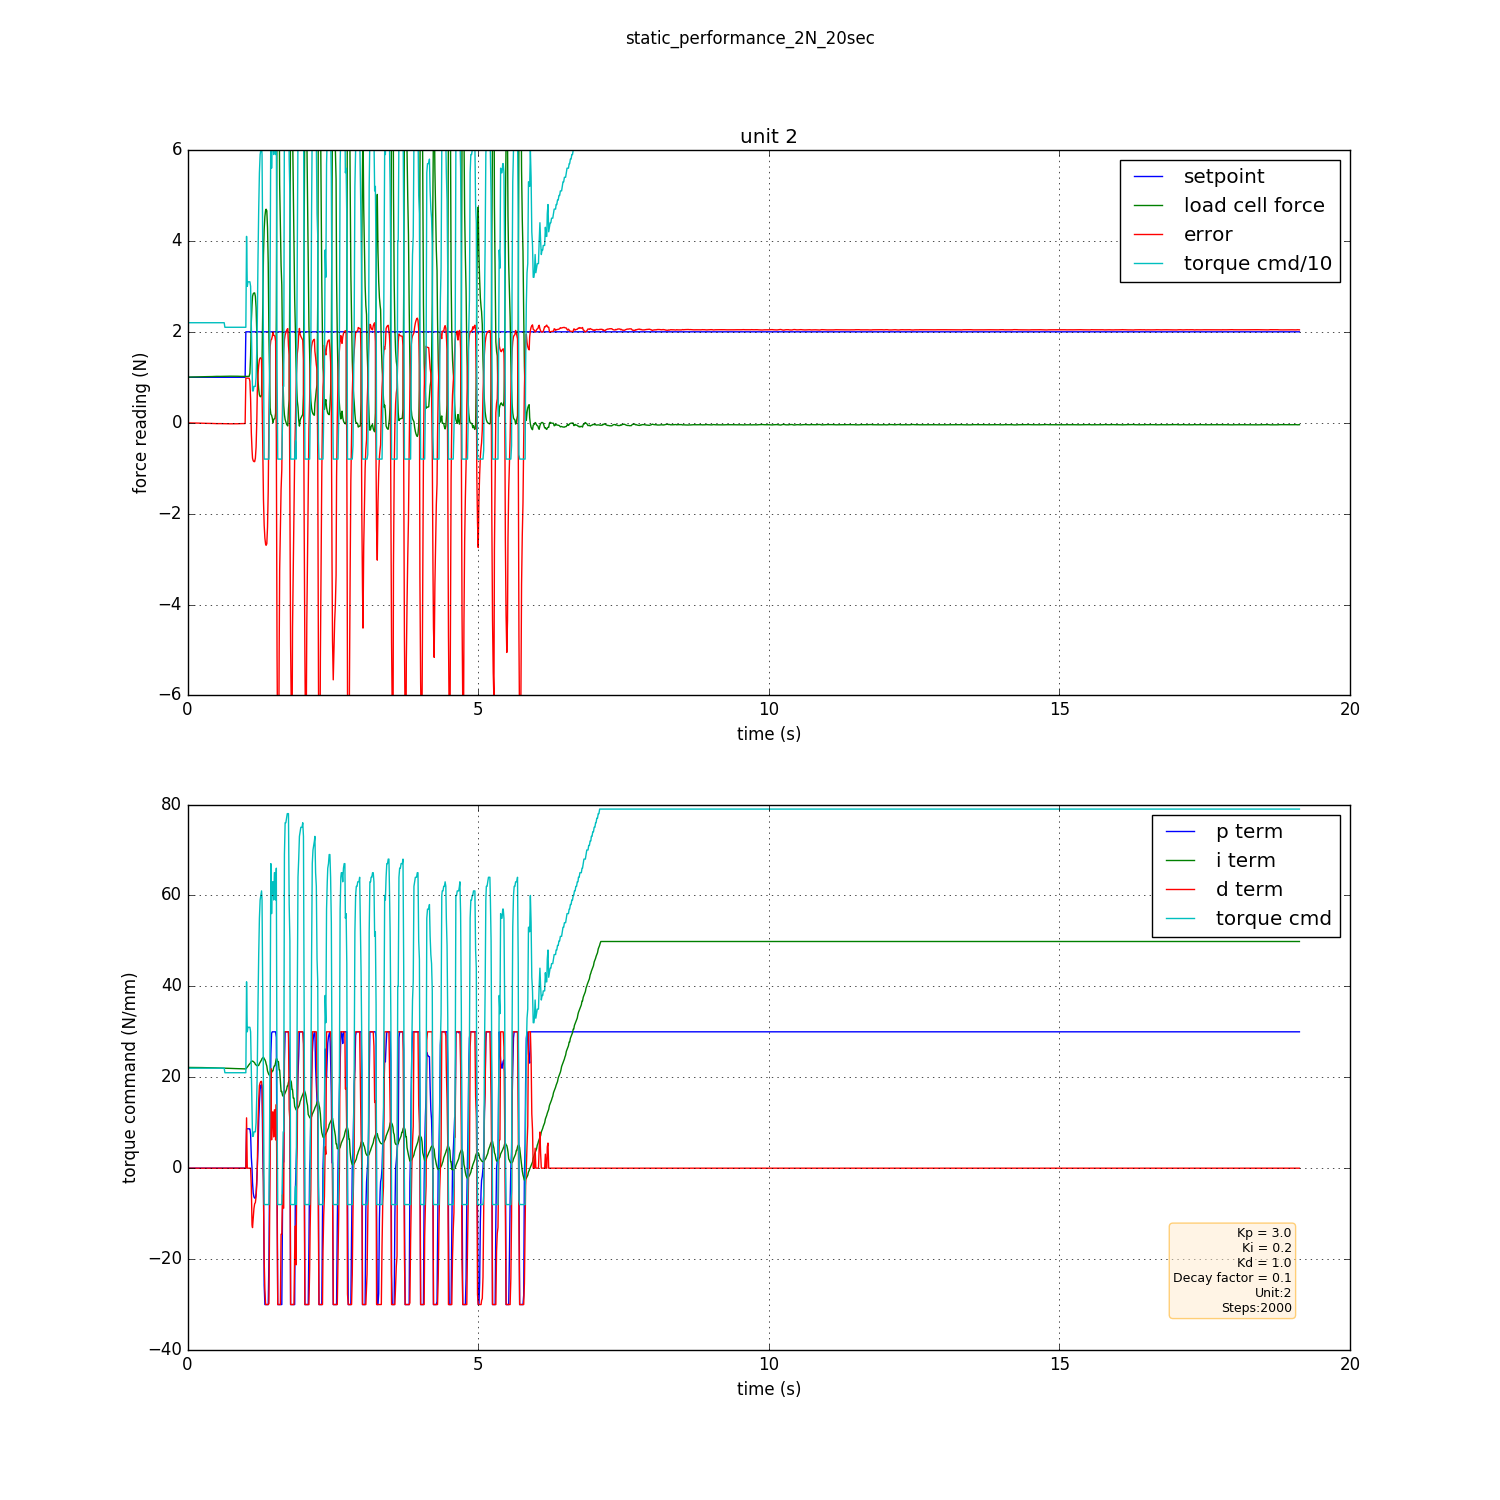 static_performance_2N_20sec
unit 2
6
4
2
0
−2
−4
−6
force reading (N)
setpoint
load cell force
error
torque cmd/10
0 5 10 15 20
time (s)
80
60
40
20
0
−20
−40
torque command (N/mm)
p term
i term
d term
torque cmd
Kp = 3.0
Ki = 0.2
Kd = 1.0
Decay factor = 0.1
Unit:2
Steps:2000
0 5 10 15 20
time (s)